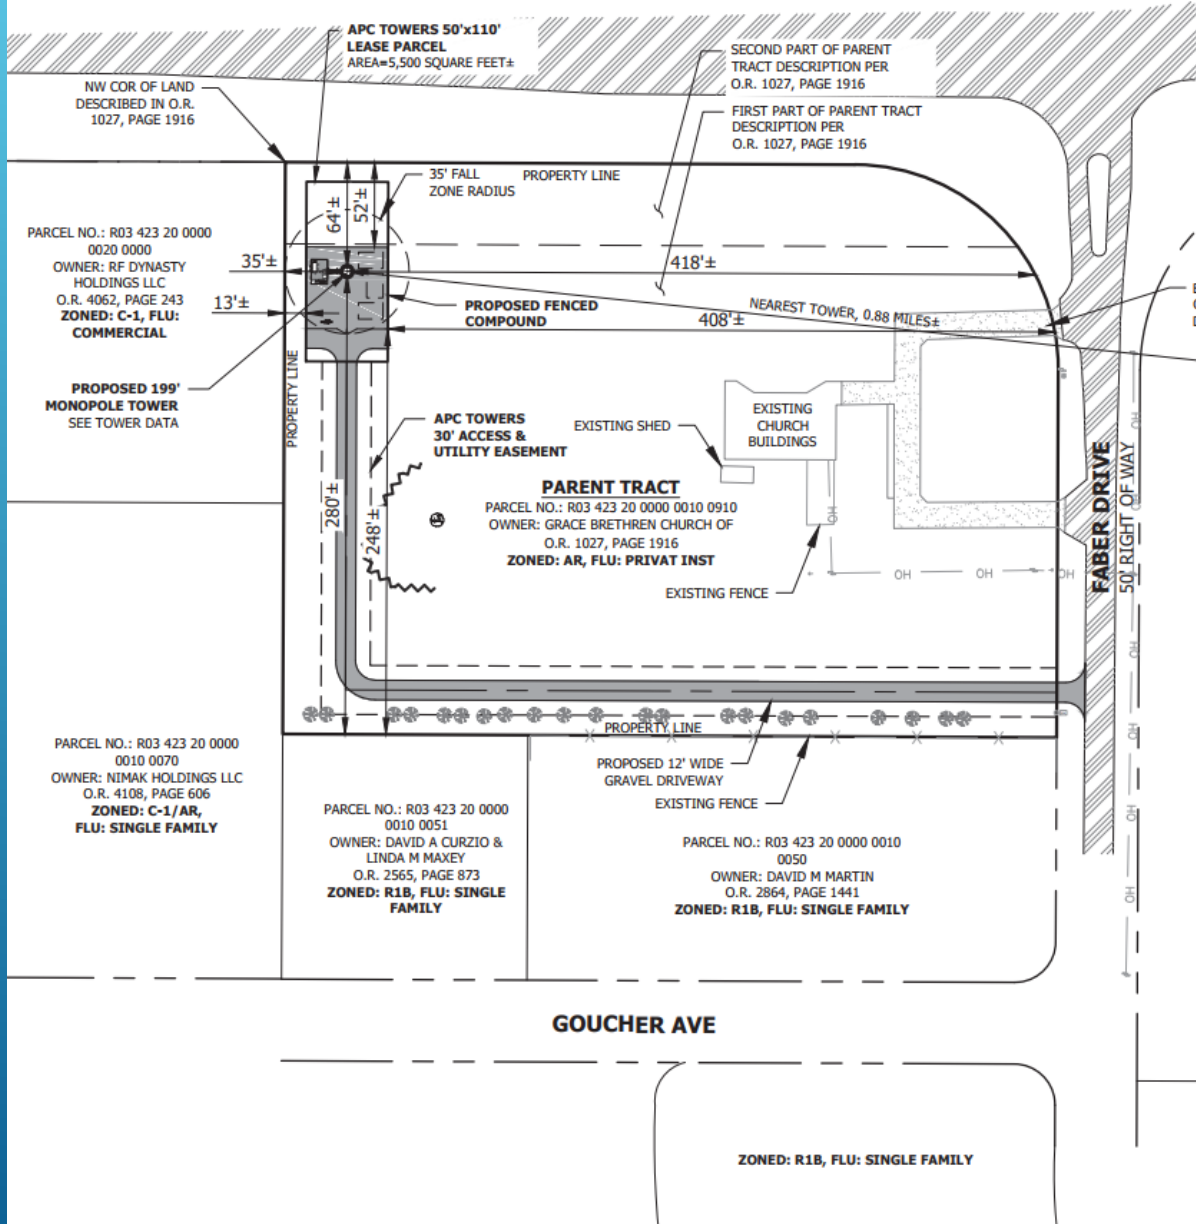 APC TOWERS 50'x110'
LEASE PARCEL
AREA=5,500 SQUARE FEET±
SECOND PART OF PARENT
TRACT DESCRIPTION PER
O.R. 1027, PAGE 1916
NW COR OF LAND
DESCRIBED IN O.R.
1027, PAGE 1916
FIRST PART OF PARENT TRACT
DESCRIPTION PER
O.R. 1027, PAGE 1916
35' FALL
ZONE RADIUS
PROPERTY LINE
64'±
52'±
PARCEL NO.: R03 423 20 0000
0020 0000
OWNER: RF DYNASTY
HOLDINGS LLC
O.R. 4062, PAGE 243
ZONED: C-1, FLU:
COMMERCIAL
35'±
13'±
418'±
PROPOSED FENCED
COMPOUND
NEAREST TOWER, 0.88 MILES±
408'±
PROPERTY LINE
PROPOSED 199'
MONOPOLE TOWER
SEE TOWER DATA
APC TOWERS
30' ACCESS &
UTILITY EASEMENT
EXISTING SHED
EXISTING
CHURCH
BUILDINGS
OH
FABER DRIVE
50' RIGHT OF WAY
280'±
248'±
PARENT TRACT
PARCEL NO.: R03 423 20 0000 0010 0910
OWNER: GRACE BRETHREN CHURCH OF
O.R. 1027, PAGE 1916
ZONED: AR, FLU: PRIVAT INST
OH
OH
EXISTING FENCE
OH
OH
OH
OH
OH
PROPERTY LINE
OH
PARCEL NO.: R03 423 20 0000
0010 0070
OWNER: NIMAK HOLDINGS LLC
O.R. 4108, PAGE 606
ZONED: C-1/AR,
FLU: SINGLE FAMILY
PROPOSED 12' WIDE
GRAVEL DRIVEWAY
EXISTING FENCE
OH
PARCEL NO.: R03 423 20 0000
0010 0051
OWNER: DAVID A CURZIO &
LINDA M MAXEY
O.R. 2565, PAGE 873
ZONED: R1B, FLU: SINGLE
FAMILY
PARCEL NO.: R03 423 20 0000 0010
0050
OWNER: DAVID M MARTIN
O.R. 2864, PAGE 1441
ZONED: R1B, FLU: SINGLE FAMILY
OH
GOUCHER AVE
ZONED: R1B, FLU: SINGLE FAMILY